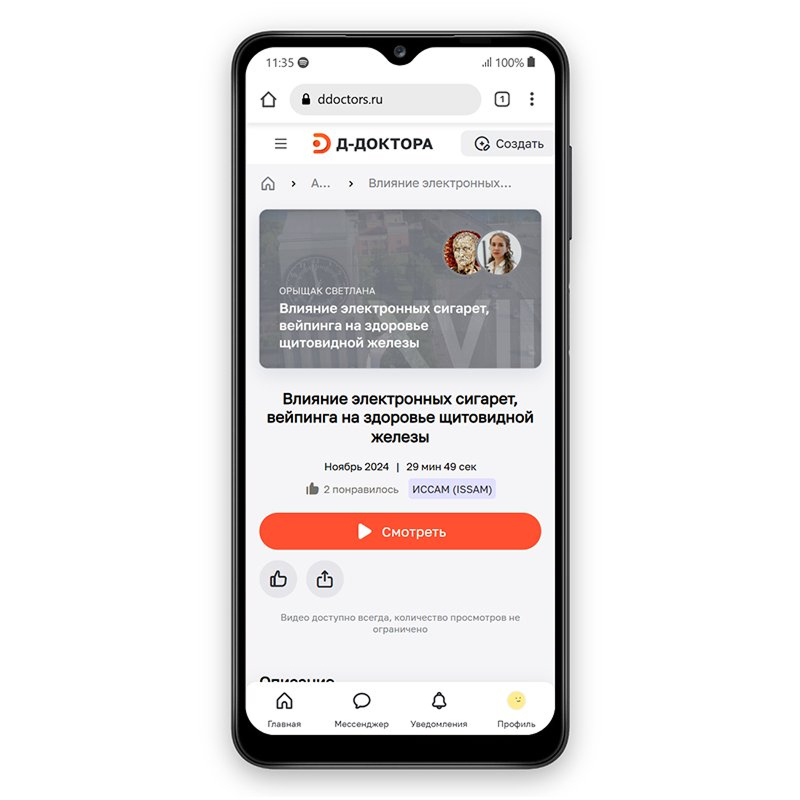 11:35
100%
ddoctors.ru
1
Д-ДОКТОРА
Создать
А...
Влияние электронных...
ОРЫЩАК СВЕТЛАНА
Влияние электронных сигарет,
вейпинга на здоровье
щитовидной железы
XVII
Влияние электронных сигарет,
вейпинга на здоровье щитовидной
железы
Ноябрь 2024 | 29 мин 49 сек
2 понравилось
ИССАМ (ISSAM)
Смотреть
Видео доступно всегда, количество просмотров не
ограничено
Описание
Главная
Мессенджер
Уведомления
Профиль